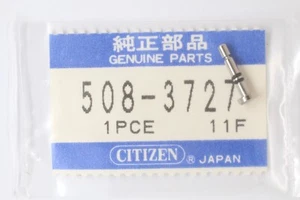 純正部品
GENUINE PARTS
508-3727
1PCE 11F
CITIZEN® JAPAN